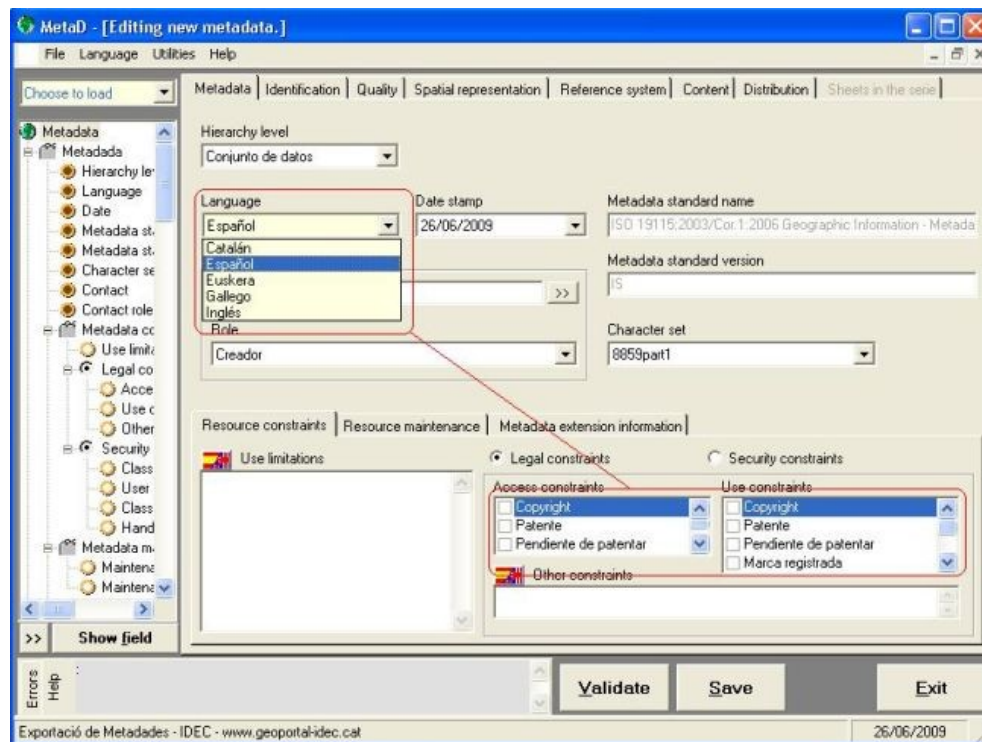 MetaD - [Editing new metadata.]
File Language Utilities Help
Choose to load
Metadata Identification Quality Spatial representation Reference system Content Distribution Sheets in the serie
Metadata
Metadada
Hierarchy le
Language
Date
Metadata st
Metadata st
Character se
Contact
Contact role
Metadata cc
Use limita
Legal co
Acce
Use c
Other
Security
Class
User
Class
Hand
Metadata m
Maintena
Maintena
>> Show field
Hierarchy level
Conjunto de datos
Language
Español
Catalán
Español
Euskera
Gallego
Inglés
Date stamp
26/06/2009
Metadata standard name
ISO 19115:2003/Cor.1:2006 Geographic Information - Metada
Metadata standard version
IS
>>
Role
Creador
Character set
8859part1
Resource constraints Resource maintenance Metadata extension information
Use limitations
Legal constraints Security constraints
Access constraints
Copyright
Patente
Pendiente de patentar
Use constraints
Copyright
Patente
Pendiente de patentar
Marca registrada
Other constraints
Errors
Help
:
Validate Save Exit
Exportació de Metadades - IDEC - www.geoportal-idec.cat 26/06/2009